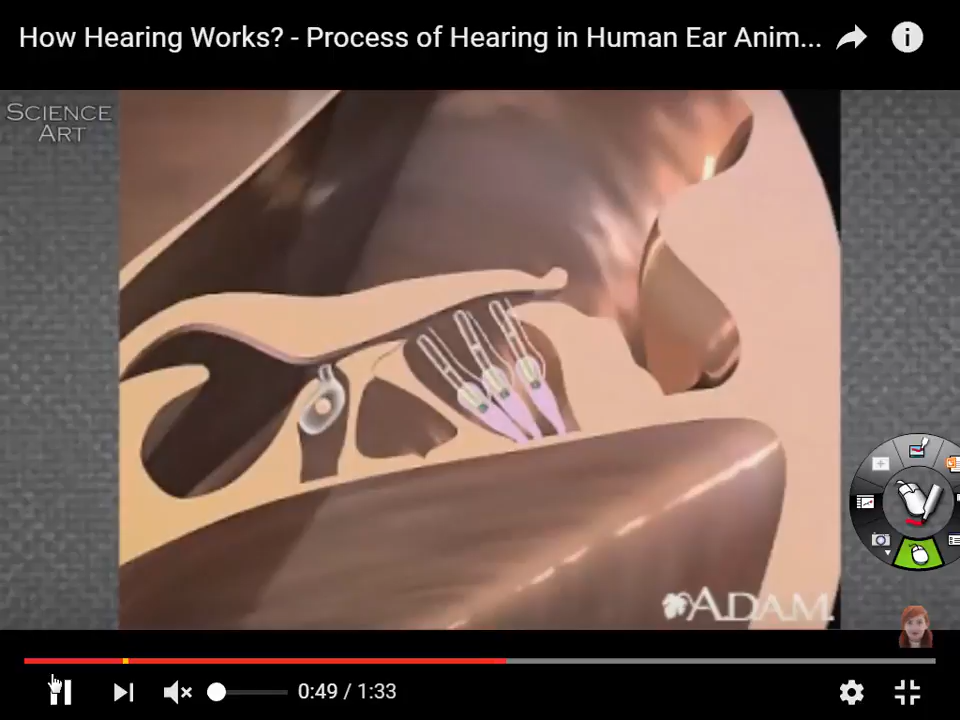 How Hearing Works? - Process of Hearing in Human Ear Anim...
SCIENCE
ART
ADAM.
0:49 / 1:33